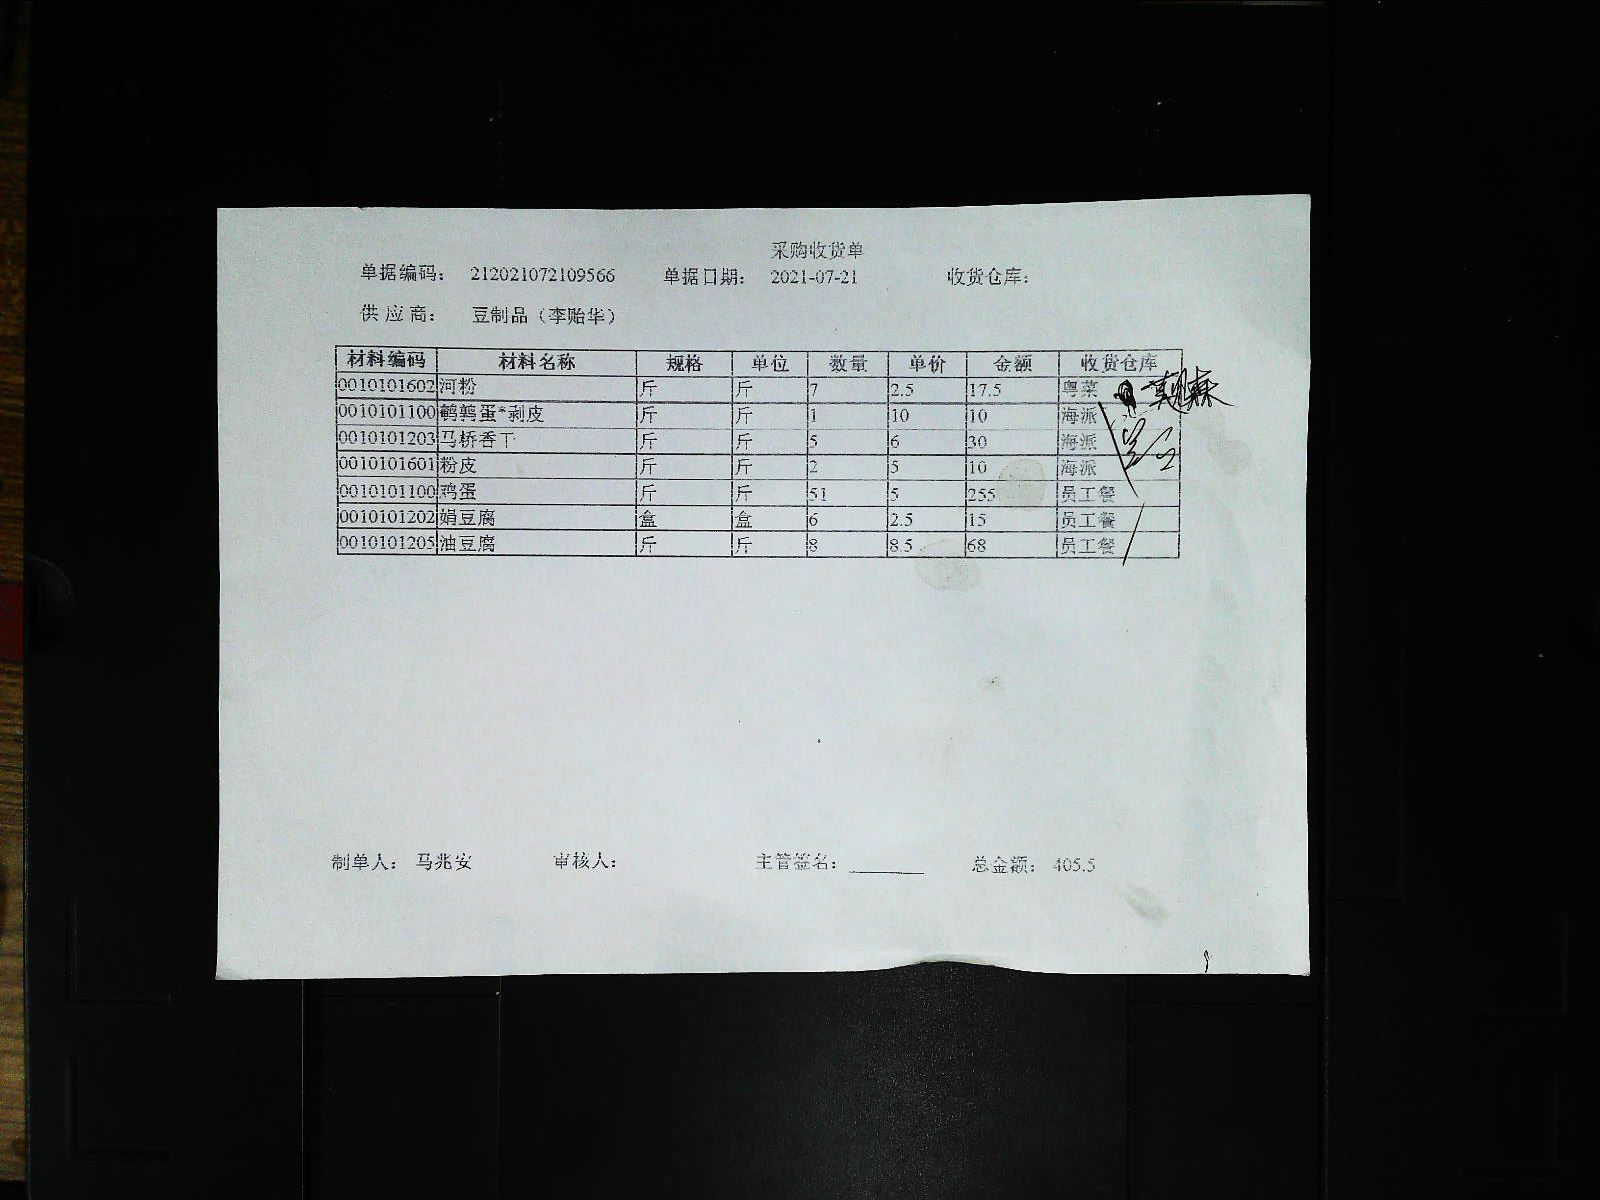 采购收货单
单据编码： 212021072109566 单据日期： 2021-07-21 收货仓库：
供 应 商： 豆制品（李贻华）
材料编码 材料名称 规格 单位 数量 单价 金额 收货仓库
0010101602 河粉 斤 斤 7 2.5 17.5 粤菜
0010101100 鹌鹑蛋*剥皮 斤 斤 1 10 10 海派
0010101203 马桥香干 斤 斤 5 6 30 海派
0010101601 粉皮 斤 斤 2 5 10 海派
0010101100 鸡蛋 斤 斤 51 5 255 员工餐
0010101202 娟豆腐 盒 盒 6 2.5 15 员工餐
0010101205 油豆腐 斤 斤 8 8.5 68 员工餐
制单人： 马兆安 审核人： 主管签名： 总金额： 405.5